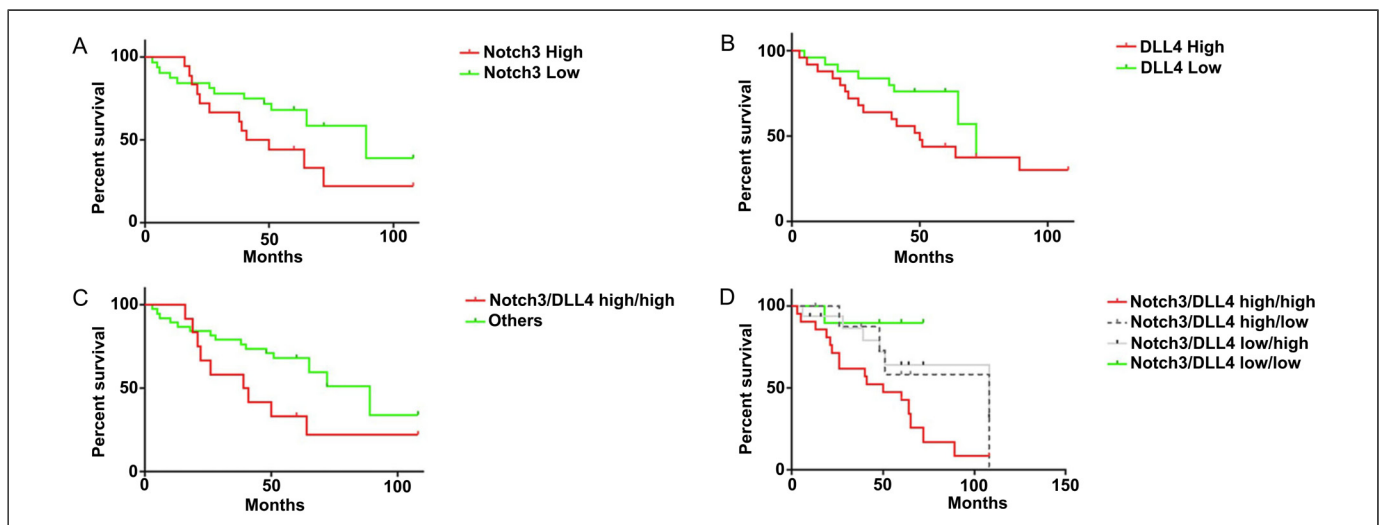 A
Notch3 High
Notch3 Low
Percent survival
100
50
0
0
50
100
Months
B
DLL4 High
DLL4 Low
Percent survival
100
50
0
0
50
100
Months
C
Notch3/DLL4 high/high
Others
Percent survival
100
50
0
0
50
100
Months
D
Notch3/DLL4 high/high
Notch3/DLL4 high/low
Notch3/DLL4 low/high
Notch3/DLL4 low/low
Percent survival
100
50
0
0
50
100
150
Months